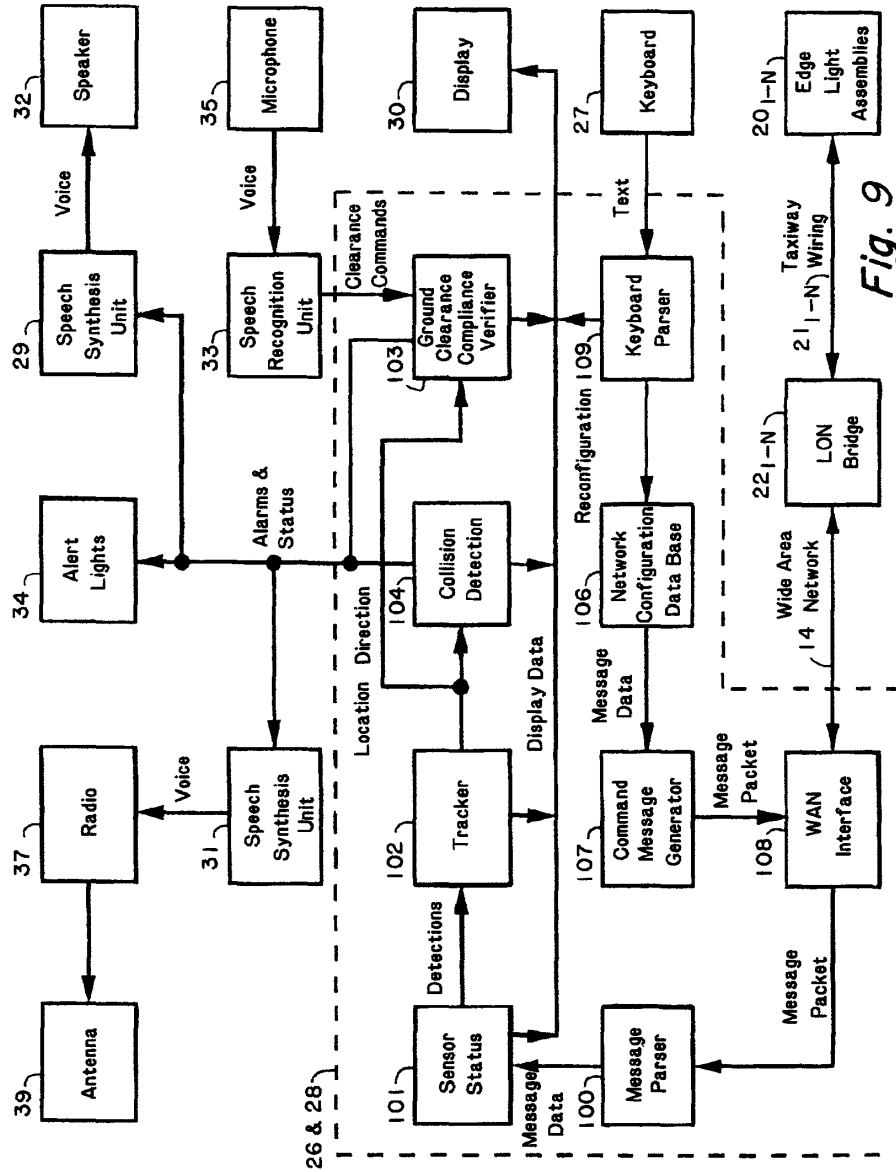 39
Antenna
37
Radio
34
Alert
Lights
29
Speech
Synthesis
Unit
Voice
32
Speaker
Voice
31
Speech
Synthesis
Unit
Alarms &
Status
33
Speech
Recognition
Unit
Voice
35
Microphone
26 & 28
Location Direction
Clearance
Commands
101
Sensor
Status
Detections
102
Tracker
104
Collision
Detection
103
Ground
Clearance
Compliance
Verifier
30
Display
Message
Data
Display Data
100
Message
Parser
107
Command
Message
Generator
Message
Data
106
Network
Configuration
Data Base
Reconfiguration
109
Keyboard
Parser
Text
27
Keyboard
Message
Packet
Message
Packet
108
WAN
Interface
Wide Area
Network
14
22 1-N
LON
Bridge
Taxiway
Wiring
21 1-N
20 1-N
Edge
Light
Assemblies
Fig. 9